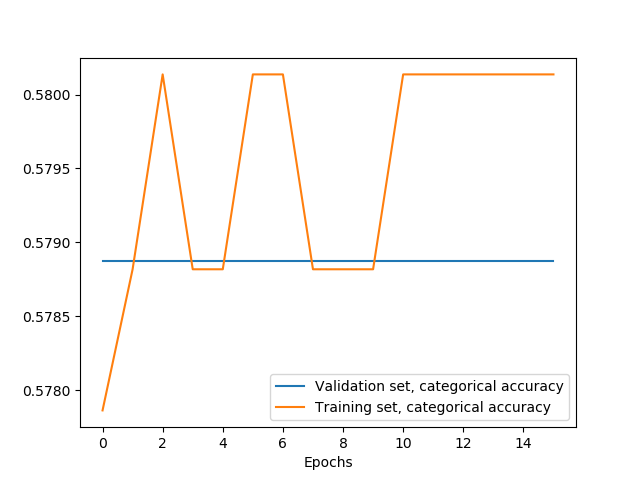 0.5800
0.5795
0.5790
0.5785
0.5780
Validation set, categorical accuracy
Training set, categorical accuracy
0 2 4 6 8 10 12 14
Epochs